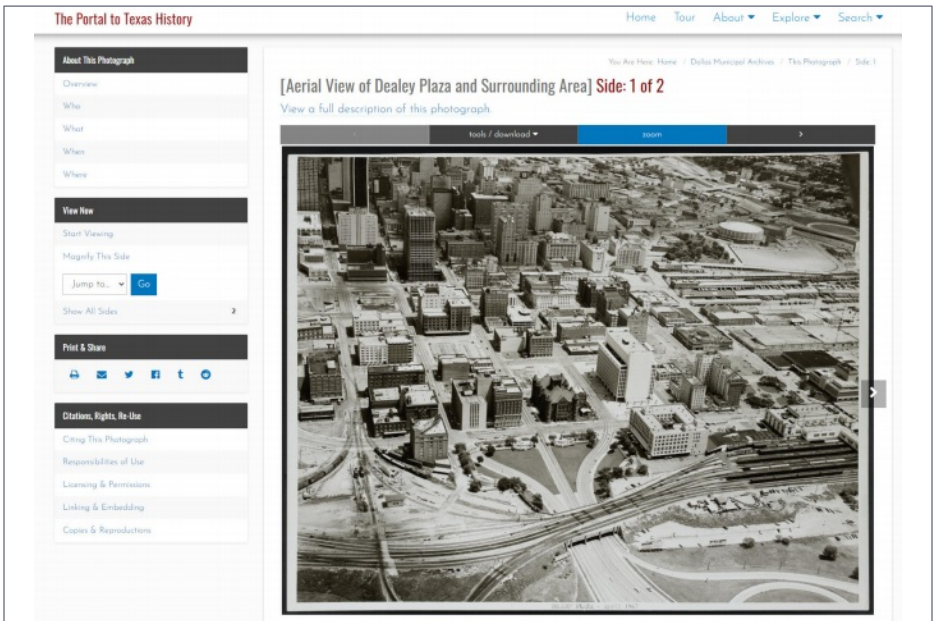 The Portal to Texas History
Home Tour About Explore Search
About This Photograph
Overview
Who
What
When
Where
View Now
Start Viewing
Magnify This Side
Jump to... Go
Show All Sides
Print & Share
Citations, Rights, Re-Use
Citing This Photograph
Responsibilities of Use
Licensing & Permissions
Linking & Embedding
Copies & Reproductions
You Are Here: Home / Dallas Municipal Archives / This Photograph / Side: 1
[Aerial View of Dealey Plaza and Surrounding Area] Side: 1 of 2
View a full description of this photograph.
tools / download zoom